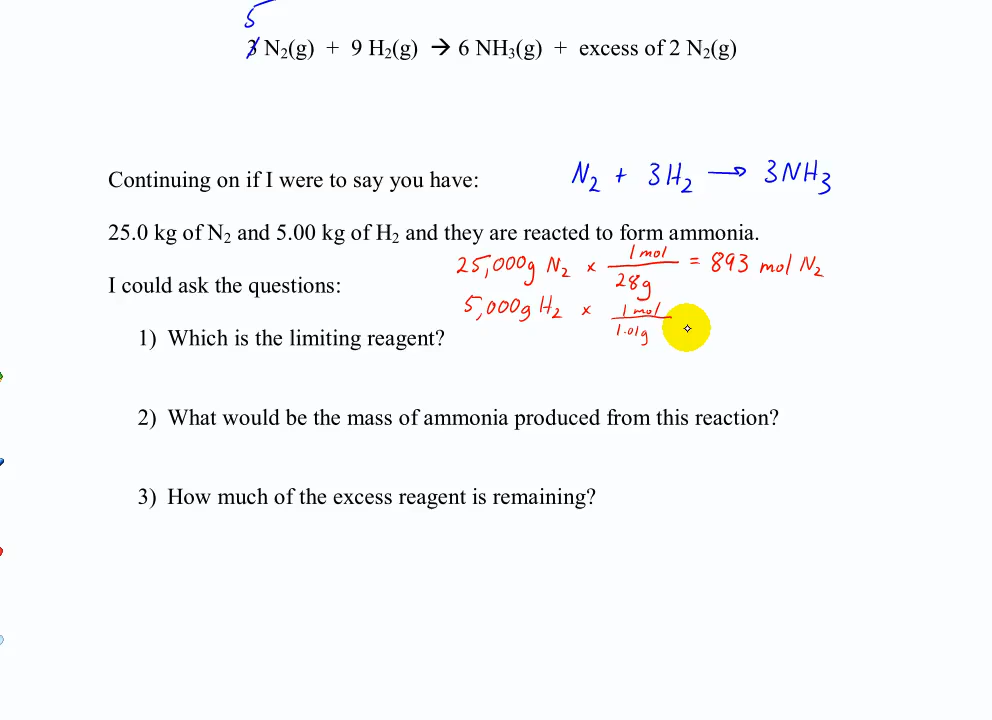 5
3 N₂(g) + 9 H₂(g) → 6 NH₃(g) + excess of 2 N₂(g)
Continuing on if I were to say you have:
N₂ + 3H₂ → 3NH₃
25.0 kg of N₂ and 5.00 kg of H₂ and they are reacted to form ammonia.
25,000g N₂ x 1 mol / 28g = 893 mol N₂
I could ask the questions:
5,000g H₂ x 1 mol / 1.01g
1) Which is the limiting reagent?
2) What would be the mass of ammonia produced from this reaction?
3) How much of the excess reagent is remaining?